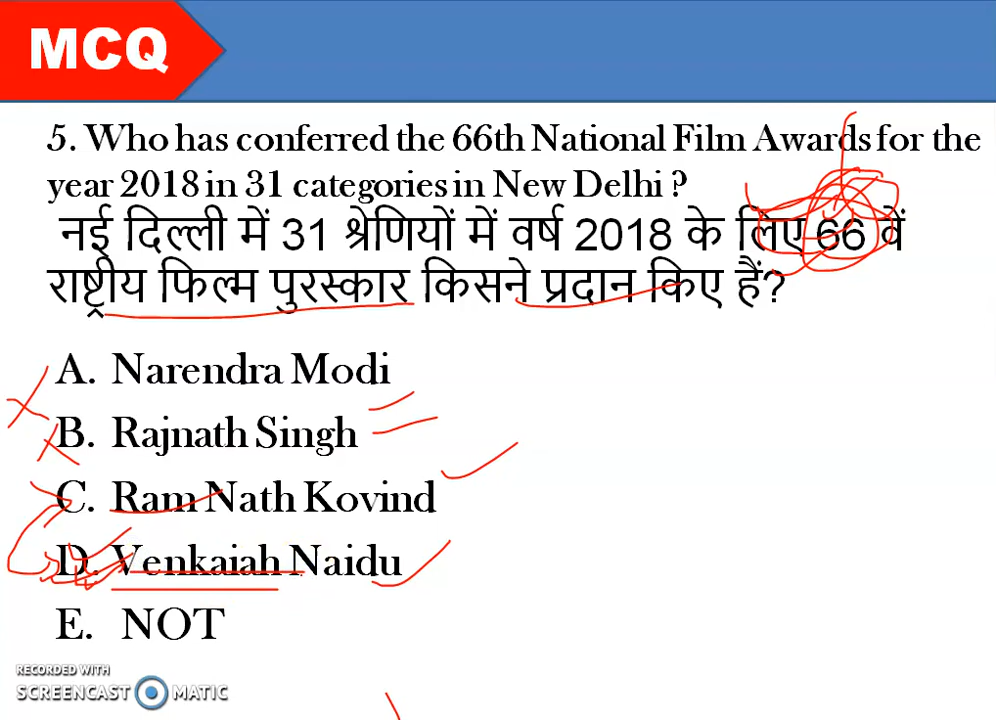 MCQ
5. Who has conferred the 66th National Film Awards for the
year 2018 in 31 categories in New Delhi ?
नई दिल्ली में 31 श्रेणियों में वर्ष 2018 के लिए 66 वें
राष्ट्रीय फिल्म पुरस्कार किसने प्रदान किए हैं?
A. Narendra Modi
B. Rajnath Singh
C. Ram Nath Kovind
D. Venkaiah Naidu
E. NOT
RECORDED WITH
SCREENCAST MATIC